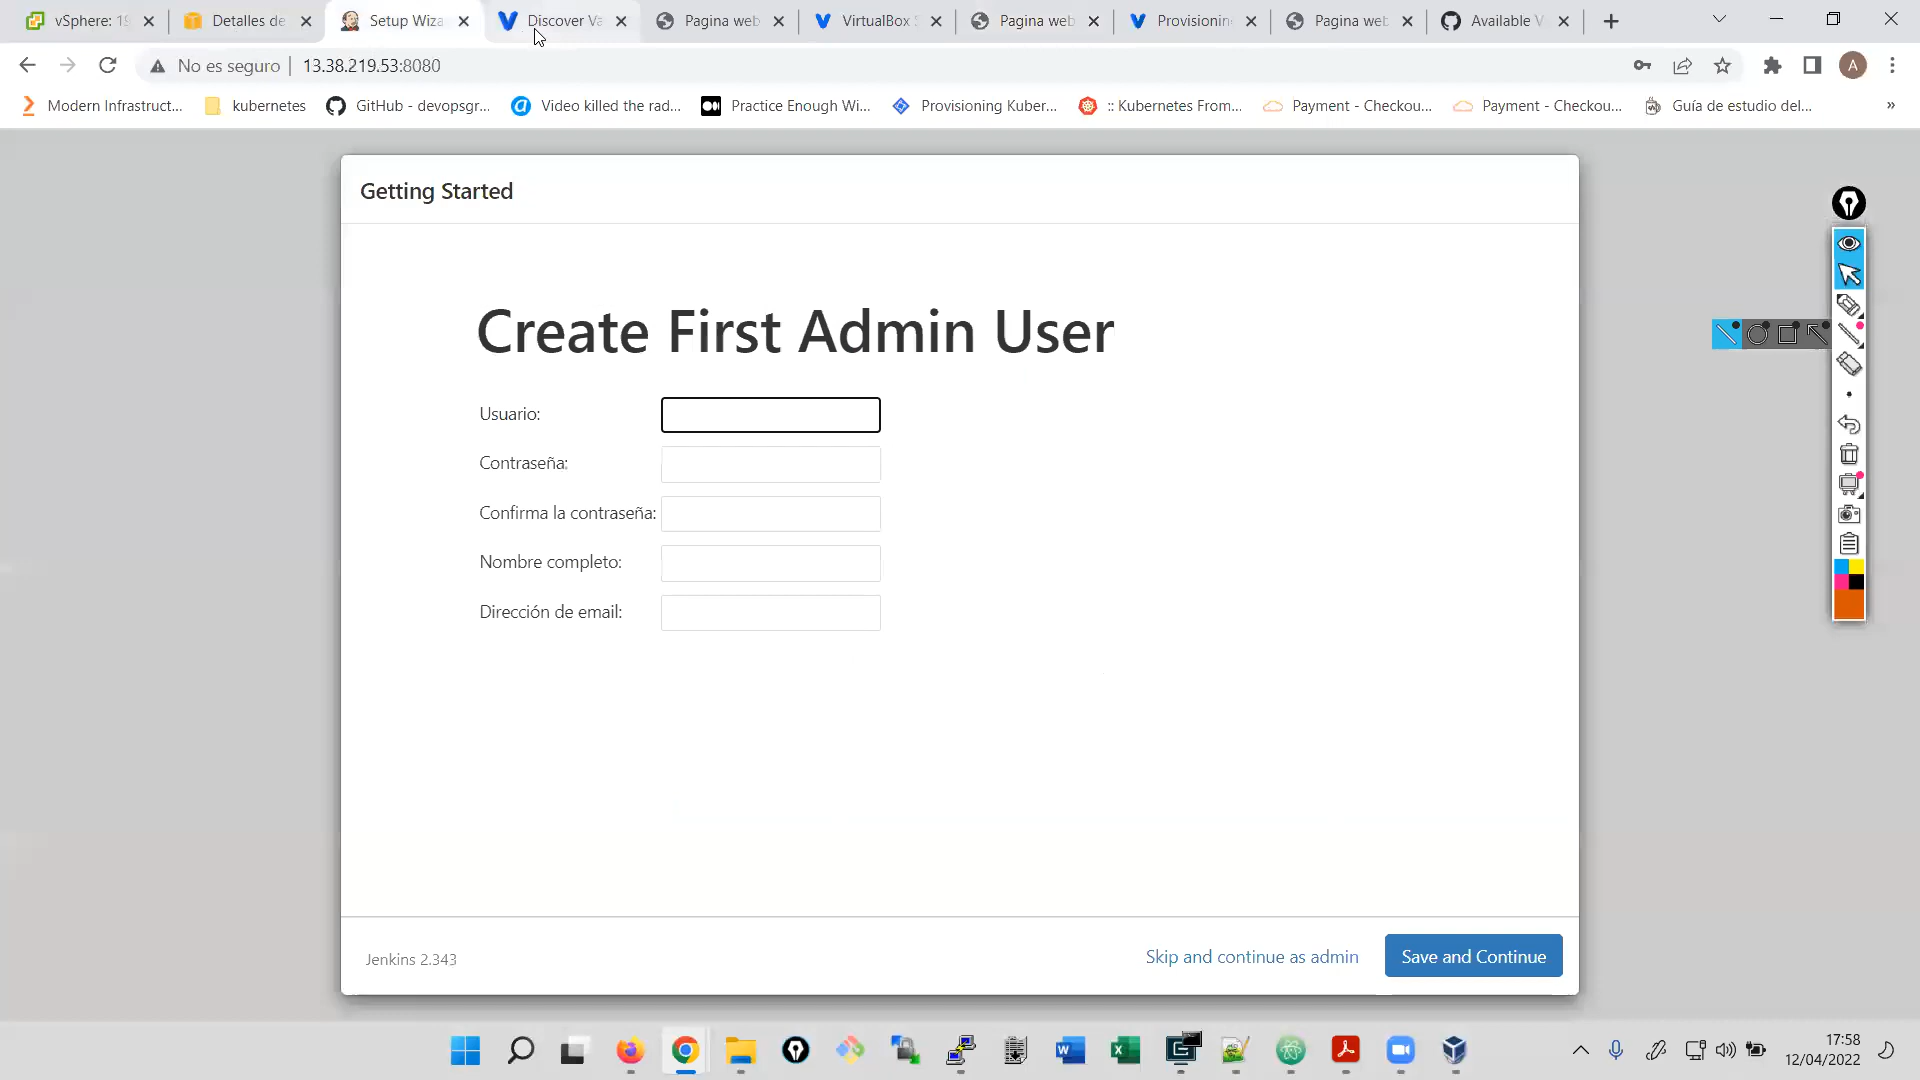 vSphere: 19
Detalles de
Setup Wiza
Discover Va
Pagina web
VirtualBox
Pagina web
Provisionin
Pagina web
Available V
No es seguro
13.38.219.53:8080
A
Modern Infrastruct...
kubernetes
GitHub - devopsgr...
Video killed the rad...
Practice Enough Wi...
Provisioning Kuber...
:: Kubernetes From...
Payment - Checkou...
Payment - Checkou...
Guía de estudio del...
»
Getting Started
Create First Admin User
Usuario:
Contraseña:
Confirma la contraseña:
Nombre completo:
Dirección de email:
Jenkins 2.343
Skip and continue as admin
Save and Continue
17:58
12/04/2022